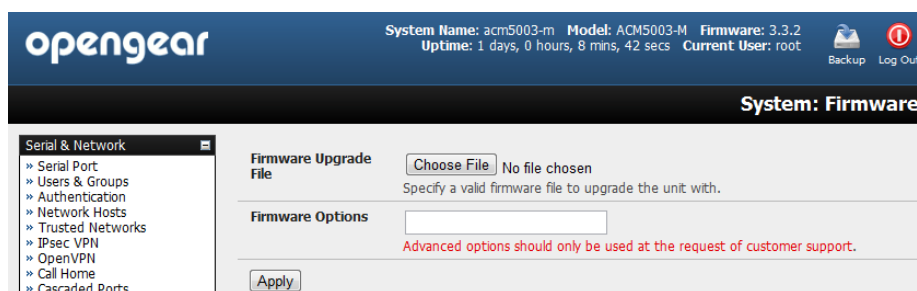 opengear
System Name: acm5003-m Model: ACM5003-M Firmware: 3.3.2
Uptime: 1 days, 0 hours, 8 mins, 42 secs Current User: root
Backup Log Out
System: Firmware
Serial & Network
» Serial Port
» Users & Groups
» Authentication
» Network Hosts
» Trusted Networks
» IPsec VPN
» OpenVPN
» Call Home
» Cascaded Ports
Firmware Upgrade
File
Choose File No file chosen
Specify a valid firmware file to upgrade the unit with.
Firmware Options
Advanced options should only be used at the request of customer support.
Apply